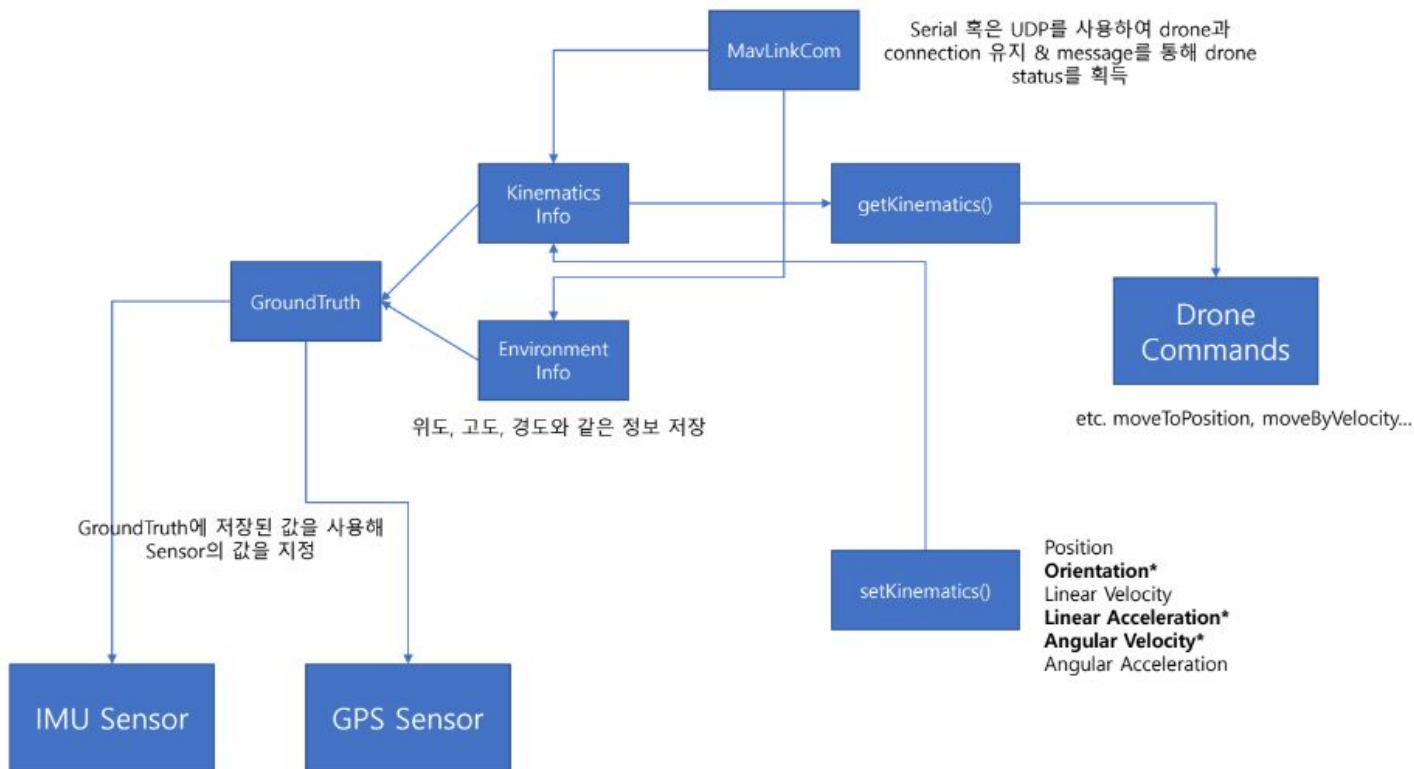 MavLinkCom
Serial 혹은 UDP를 사용하여 drone과
connection 유지 & message를 통해 drone
status를 획득
Kinematics
Info
getKinematics()
GroundTruth
Environment
Info
위도, 고도, 경도와 같은 정보 저장
Drone
Commands
etc. moveToPosition, moveByVelocity...
GroundTruth에 저장된 값을 사용해
Sensor의 값을 지정
setKinematics()
Position
Orientation*
Linear Velocity
Linear Acceleration*
Angular Velocity*
Angular Acceleration
IMU Sensor
GPS Sensor